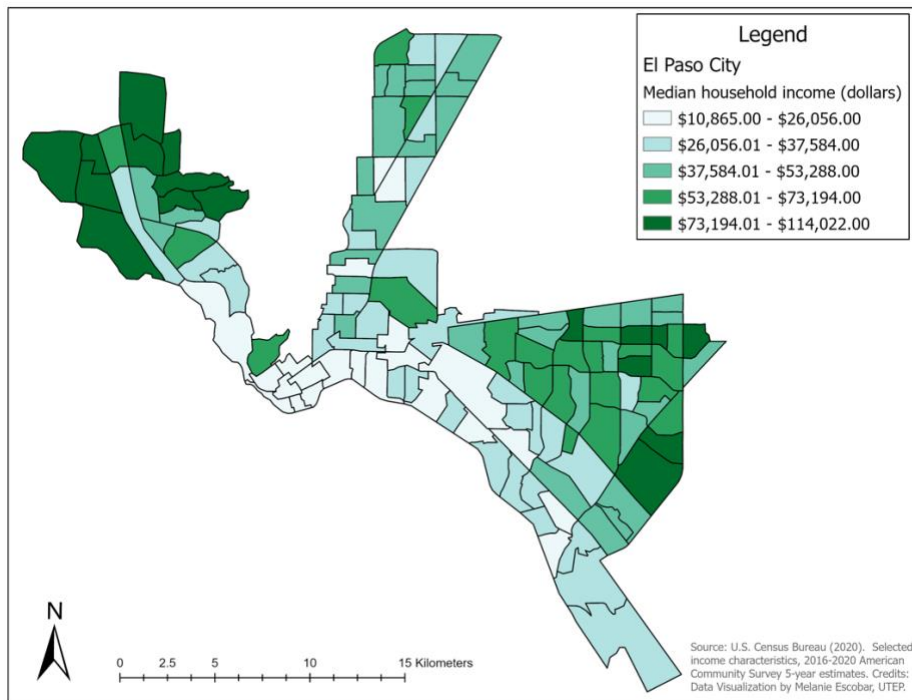 Legend
El Paso City
Median household income (dollars)
$10,865.00 - $26,056.00
$26,056.01 - $37,584.00
$37,584.01 - $53,288.00
$53,288.01 - $73,194.00
$73,194.01 - $114,022.00
N
0 2.5 5 10 15 Kilometers
Source: U.S. Census Bureau (2020). Selected
income characteristics, 2016-2020 American
Community Survey 5-year estimates. Credits:
Data Visualization by Melanie Escobar, UTEP.